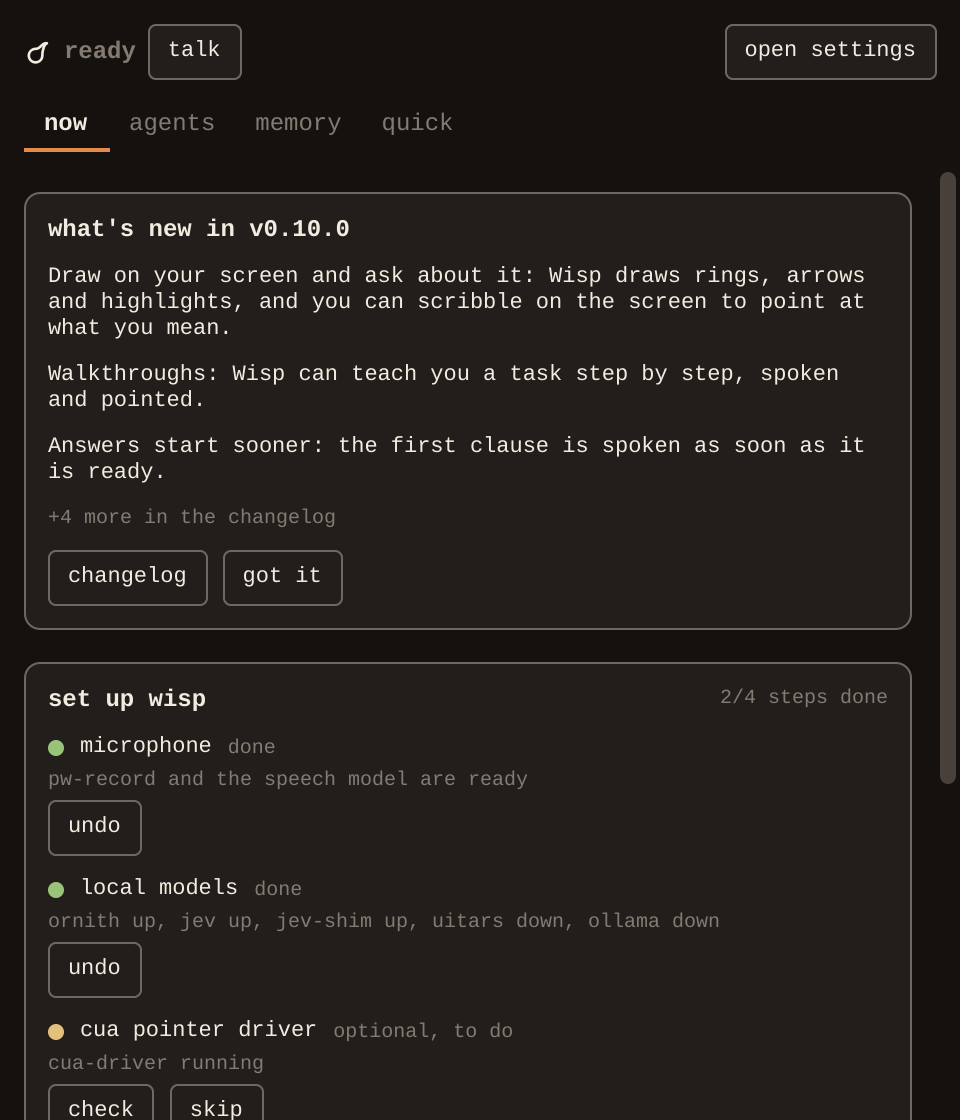 ready talk open settings
now agents memory quick
what's new in v0.10.0
Draw on your screen and ask about it: Wisp draws rings, arrows
and highlights, and you can scribble on the screen to point at
what you mean.
Walkthroughs: Wisp can teach you a task step by step, spoken
and pointed.
Answers start sooner: the first clause is spoken as soon as it
is ready.
+4 more in the changelog
changelog got it
set up wisp 2/4 steps done
microphone done
pw-record and the speech model are ready
undo
local models done
ornith up, jev up, jev-shim up, uitars down, ollama down
undo
cua pointer driver optional, to do
cua-driver running
check skip